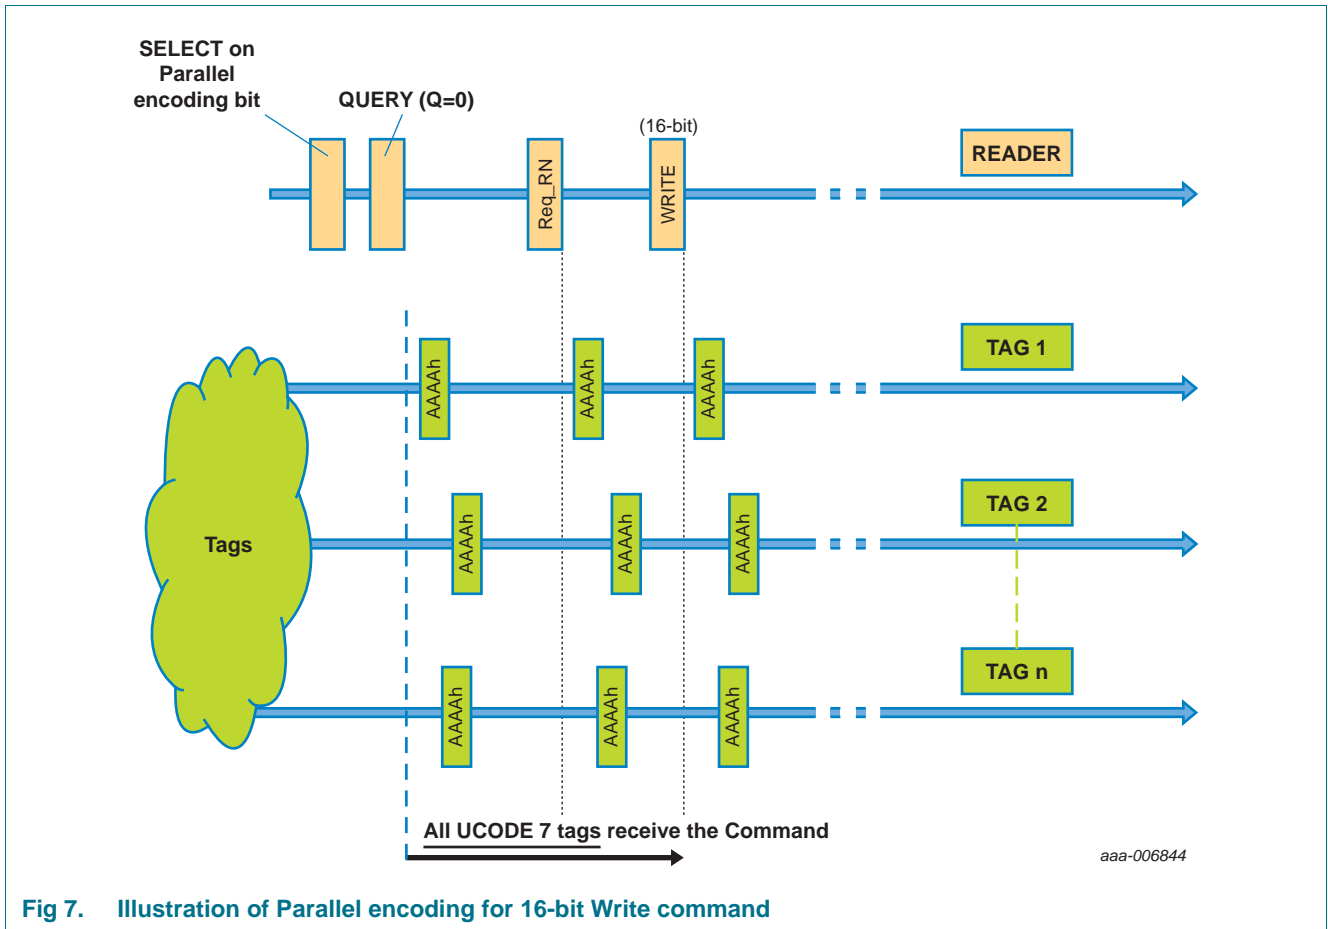 SELECT on
Parallel
encoding bit
QUERY (Q=0)
(16-bit)
Req_RN
WRITE
READER
AAAAh
AAAAh
AAAAh
TAG 1
Tags
AAAAh
AAAAh
AAAAh
TAG 2
AAAAh
AAAAh
AAAAh
TAG n
All UCODE 7 tags receive the Command
aaa-006844
Fig 7. Illustration of Parallel encoding for 16-bit Write command